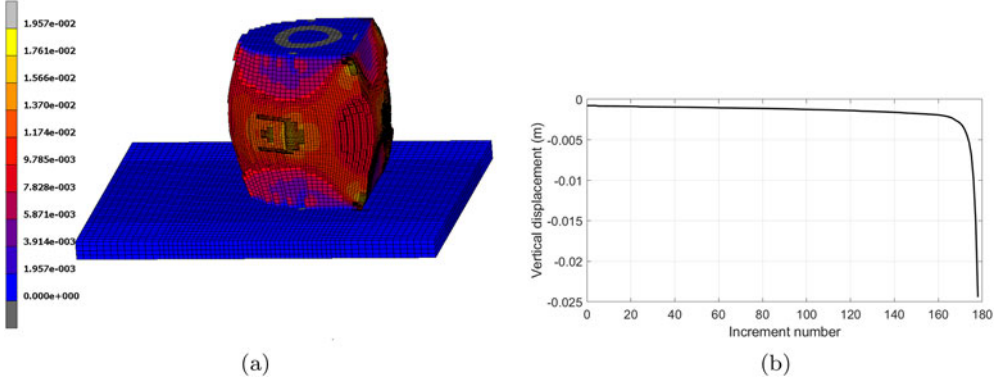 1.957e-002
1.761e-002
1.566e-002
1.370e-002
1.174e-002
9.785e-003
7.828e-003
5.871e-003
3.914e-003
1.957e-003
0.000e+000
(a)
Vertical displacement (m)
0
-0.005
-0.01
-0.015
-0.02
-0.025
0 20 40 60 80 100 120 140 160 180
Increment number
(b)